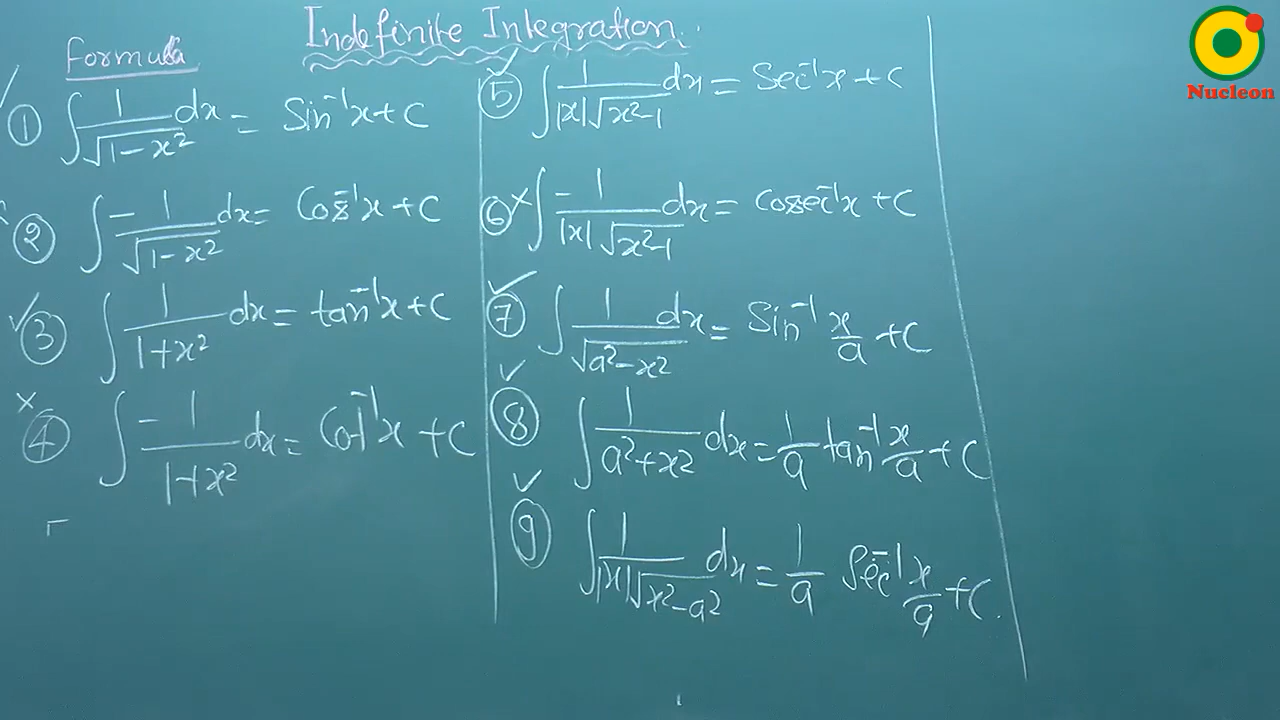 Indefinite Integration
Formula
① ∫ 1/√(1-x²) dx = Sin⁻¹x + C
② ∫ -1/√(1-x²) dx = Cos⁻¹x + C
③ ∫ 1/(1+x²) dx = tan⁻¹x + C
④ ∫ -1/(1+x²) dx = Cot⁻¹x + C
⑤ ∫ 1/(|x|√(x²-1)) dx = Sec⁻¹x + C
⑥ ∫ -1/(|x|√(x²-1)) dx = cosec⁻¹x + C
⑦ ∫ 1/√(a²-x²) dx = Sin⁻¹ x/a + C
⑧ ∫ 1/(a²+x²) dx = 1/a tan⁻¹ x/a + C
⑨ ∫ 1/(|x|√(x²-a²)) dx = 1/a Sec⁻¹ x/a + C.
Nucleon